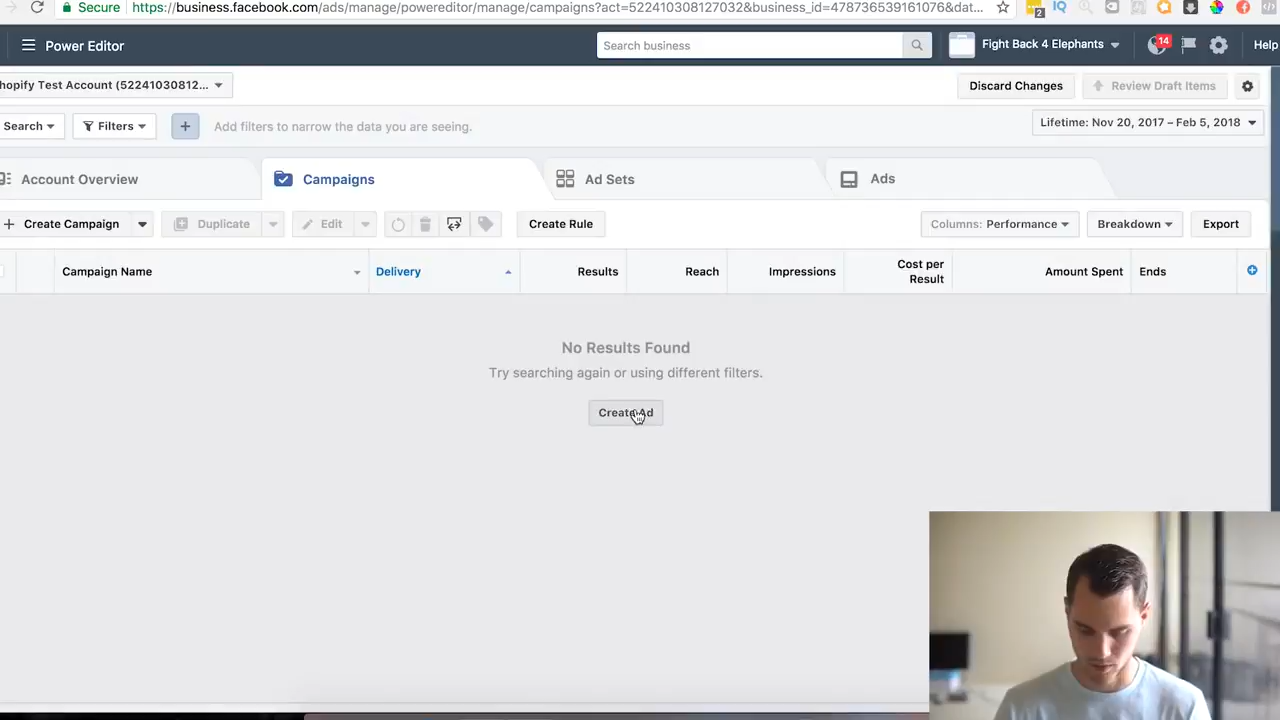 Secure https://business.facebook.com/ads/manage/powereditor/manage/campaigns?act=522410308127032&business_id=478736539161076&dat...
2
Power Editor
Search business
Fight Back 4 Elephants
14
Help
hopify Test Account (52241030812...
Discard Changes
Review Draft Items
Search
Filters
Add filters to narrow the data you are seeing.
Lifetime: Nov 20, 2017 – Feb 5, 2018
Account Overview
Campaigns
Ad Sets
Ads
+ Create Campaign
Duplicate
Edit
Create Rule
Columns: Performance
Breakdown
Export
Campaign Name
Delivery
Results
Reach
Impressions
Cost per
Result
Amount Spent
Ends
No Results Found
Try searching again or using different filters.
Create Ad